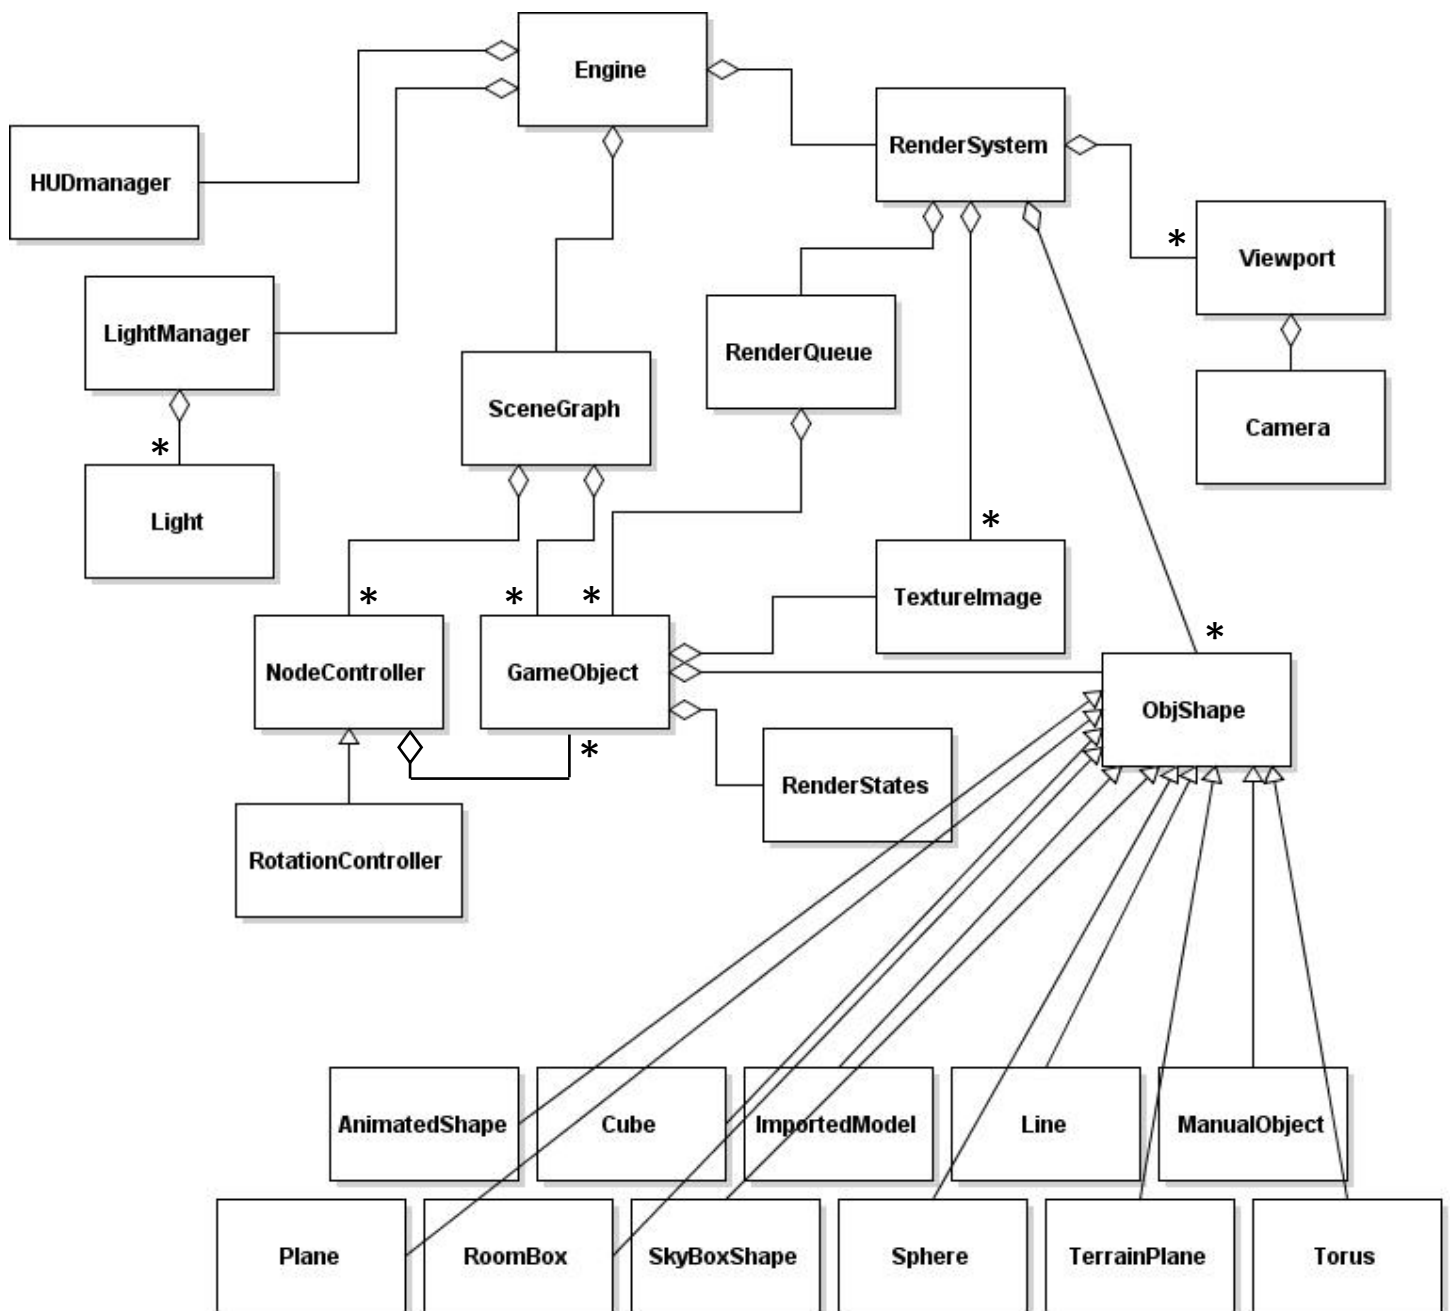 Engine
RenderSystem
HUDmanager
*
Viewport
LightManager
RenderQueue
SceneGraph
Camera
*
Light
*
TextureImage
*
*
*
*
NodeController
GameObject
ObjShape
*
RenderStates
RotationController
AnimatedShape
Cube
ImportedModel
Line
ManualObject
Plane
RoomBox
SkyBoxShape
Sphere
TerrainPlane
Torus